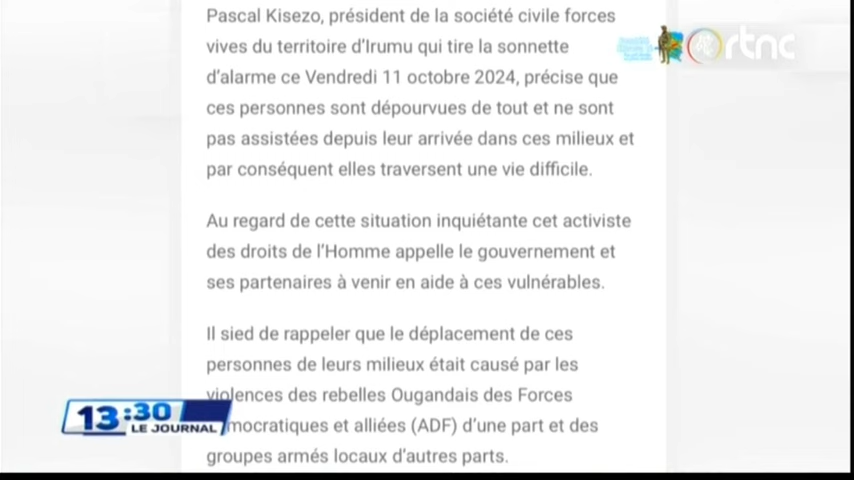 Pascal Kisezo, président de la société civile forces
vives du territoire d'Irumu qui tire la sonnette
d'alarme ce Vendredi 11 octobre 2024, précise que
ces personnes sont dépourvues de tout et ne sont
pas assistées depuis leur arrivée dans ces milieux et
par conséquent elles traversent une vie difficile.
Au regard de cette situation inquiétante cet activiste
des droits de l'Homme appelle le gouvernement et
ses partenaires à venir en aide à ces vulnérables.
Il sied de rappeler que le déplacement de ces
personnes de leurs milieux était causé par les
violences des rebelles Ougandais des Forces
mocratiques et alliées (ADF) d'une part et des
groupes armés locaux d'autres parts.
rtnc
13:30
LE JOURNAL